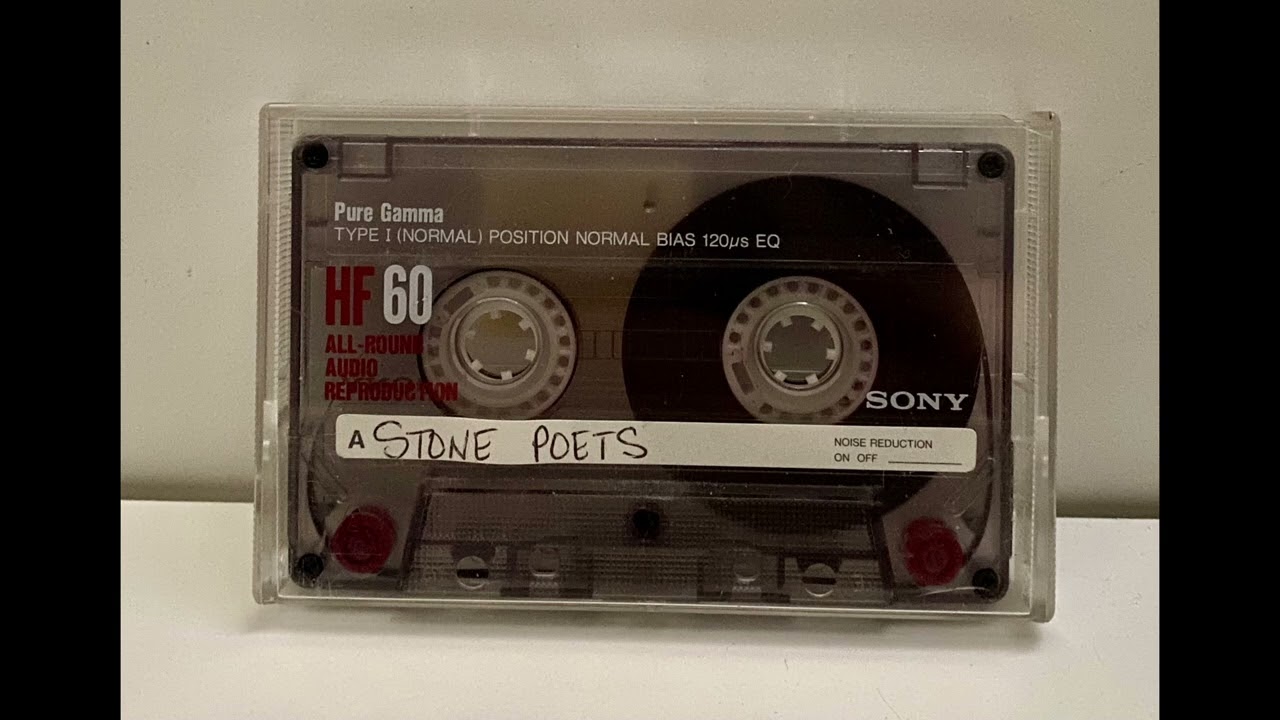 Pure Gamma
TYPE I (NORMAL) POSITION NORMAL BIAS 120µs EQ
HF 60
ALL-ROUND
AUDIO
REPRODUCTION
SONY
A STONE POETS
NOISE REDUCTION
ON OFF